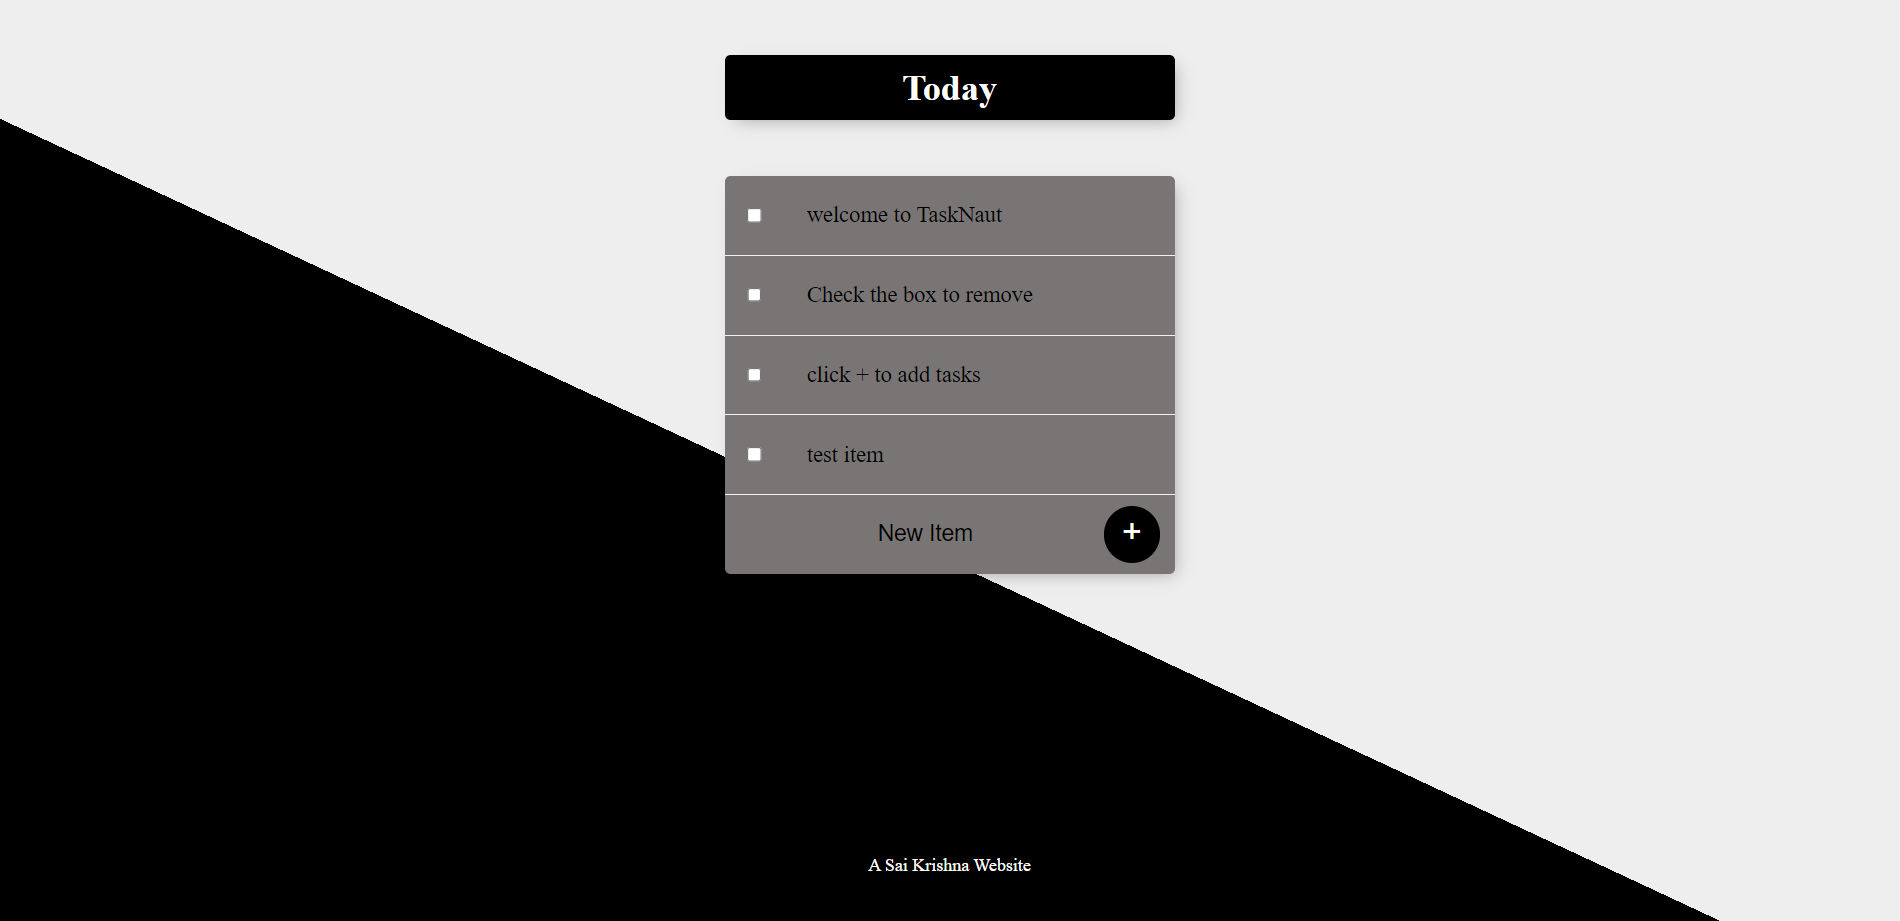 Today
welcome to TaskNaut
Check the box to remove
click + to add tasks
test item
New Item
+
A Sai Krishna Website